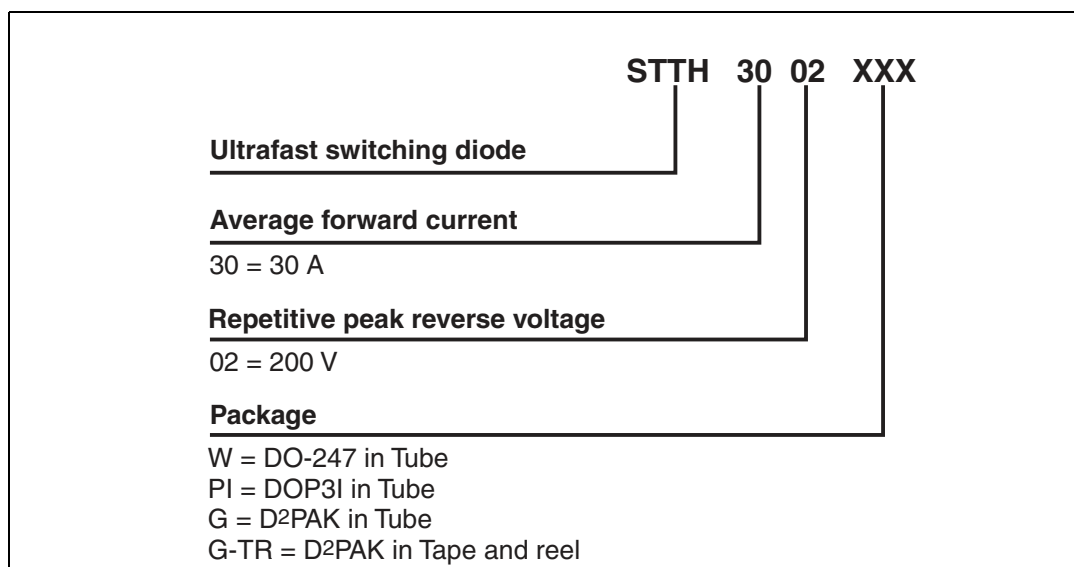 STTH 30 02 XXX
Ultrafast switching diode
Average forward current
30 = 30 A
Repetitive peak reverse voltage
02 = 200 V
Package
W = DO-247 in Tube
PI = DOP3I in Tube
G = D2PAK in Tube
G-TR = D2PAK in Tape and reel